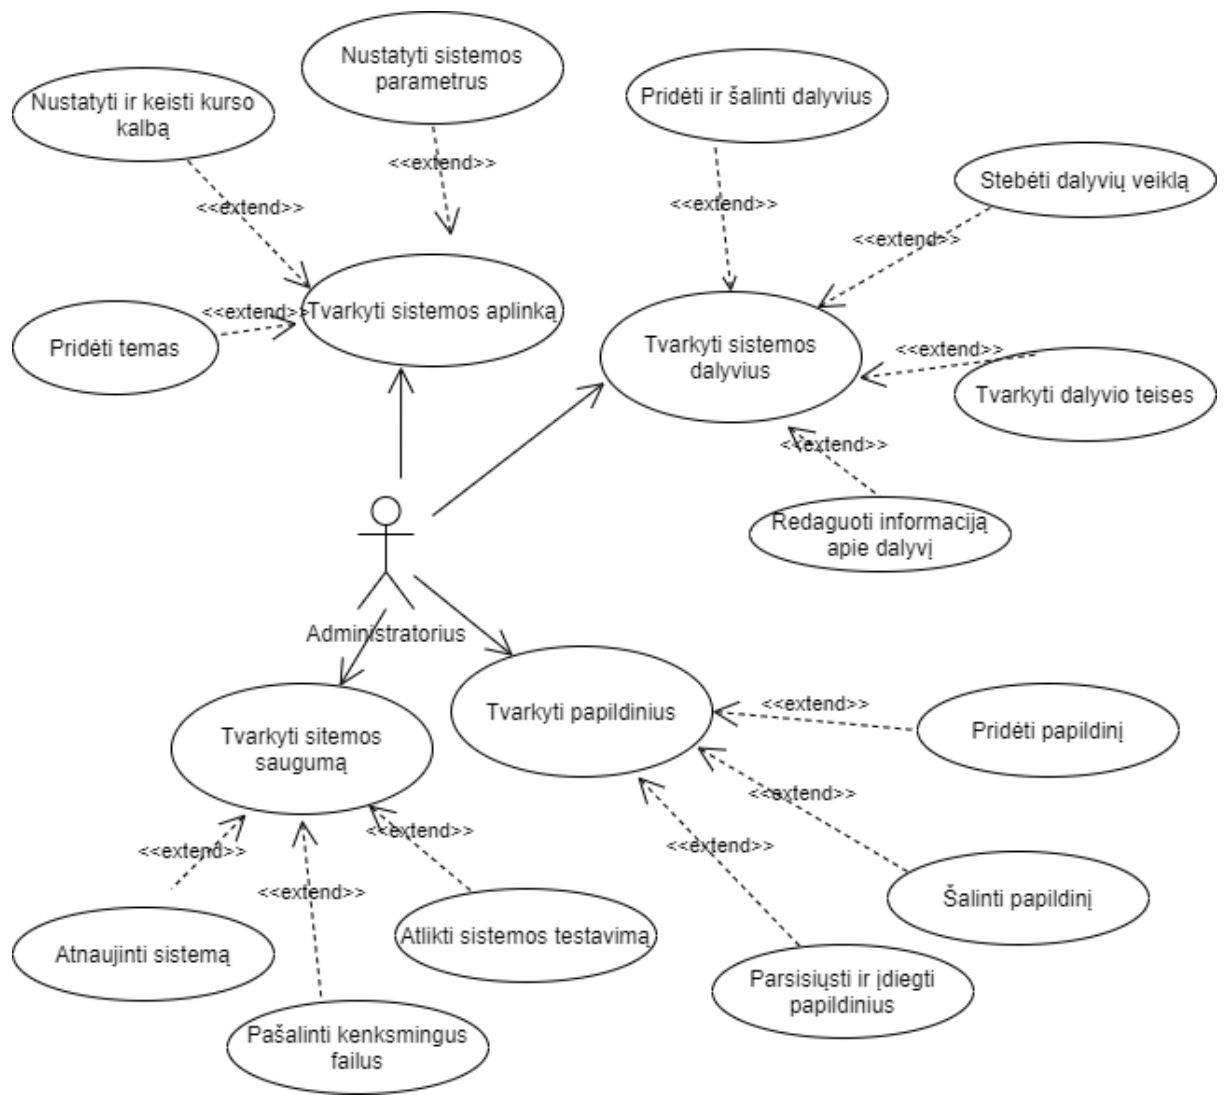 Nustatyti sistemos
parametrus
Nustatyti ir keisti kurso
kalbą
Pridėti ir šalinti dalyvius
<<extend>>
Stebėti dalyvių veiklą
<<extend>>
<<extend>>
<<extend>>
Tvarkyti sistemos aplinką
<<extend>>
Pridėti temas
Tvarkyti sistemos
dalyvius
<<extend>>
Tvarkyti dalyvio teises
<<extend>>
Redaguoti informaciją
apie dalyvį
Administratorius
Tvarkyti papildinius
<<extend>>
Pridėti papildinį
Tvarkyti sitemos
saugumą
<<extend>>
<<extend>>
<<extend>>
<<extend>>
<<extend>>
Šalinti papildinį
Atlikti sistemos testavimą
Atnaujinti sistemą
Parsisiųsti ir įdiegti
papildinius
Pašalinti kenksmingus
failus